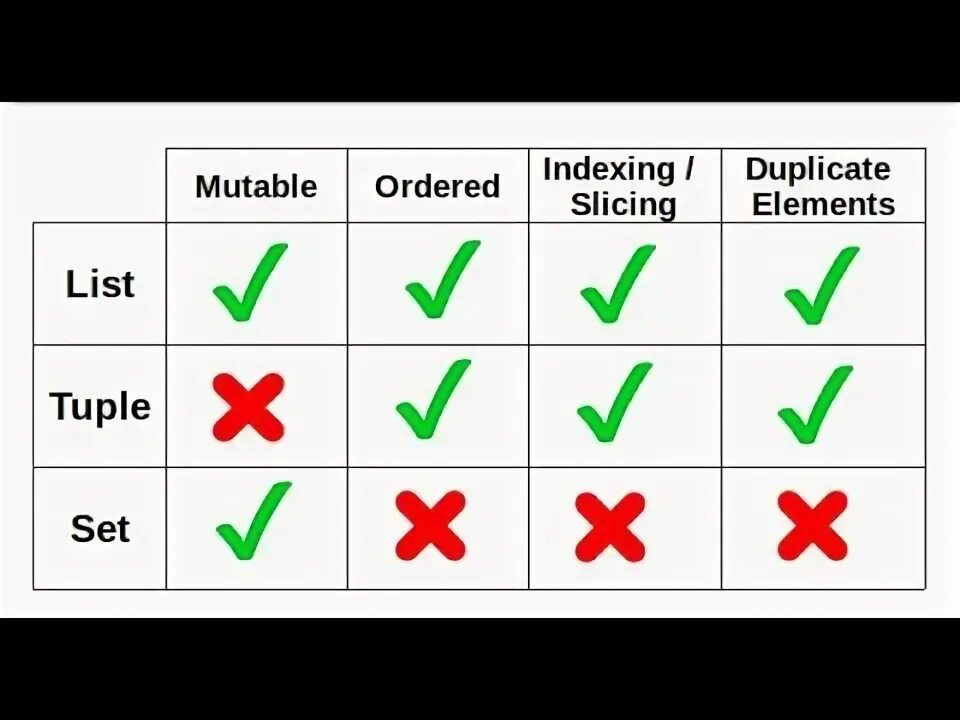 Mutable
Ordered
Indexing /
Slicing
Duplicate
Elements
List
Tuple
Set